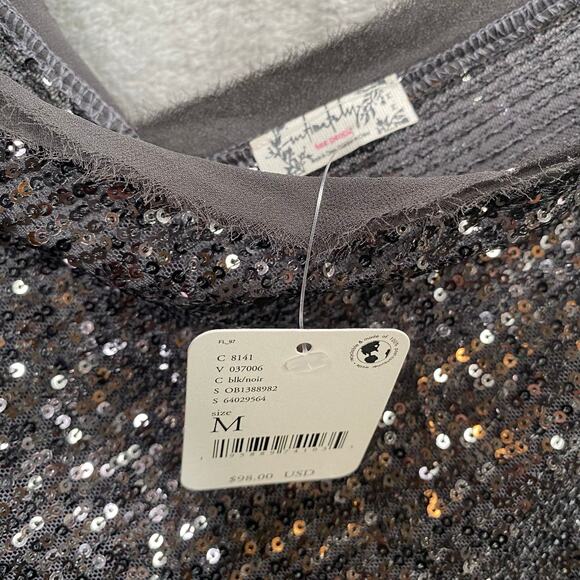 intimately
FREE PEOPLE
FL_97
C 8141
V 037006
C blk/noir
S OB1388982
S 64029564
size
M
$98.00 USD